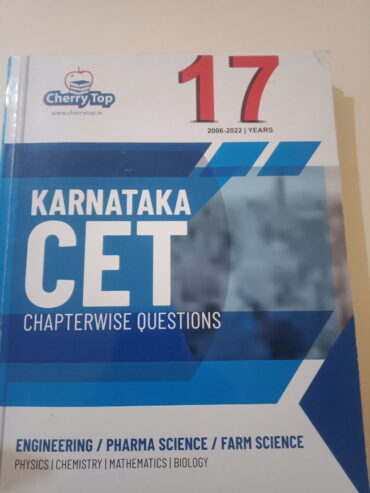 Cherry Top
www.cherrytop.in
17
2006-2022 | YEARS
KARNATAKA
CET
CHAPTERWISE QUESTIONS
ENGINEERING / PHARMA SCIENCE / FARM SCIENCE
PHYSICS | CHEMISTRY | MATHEMATICS | BIOLOGY